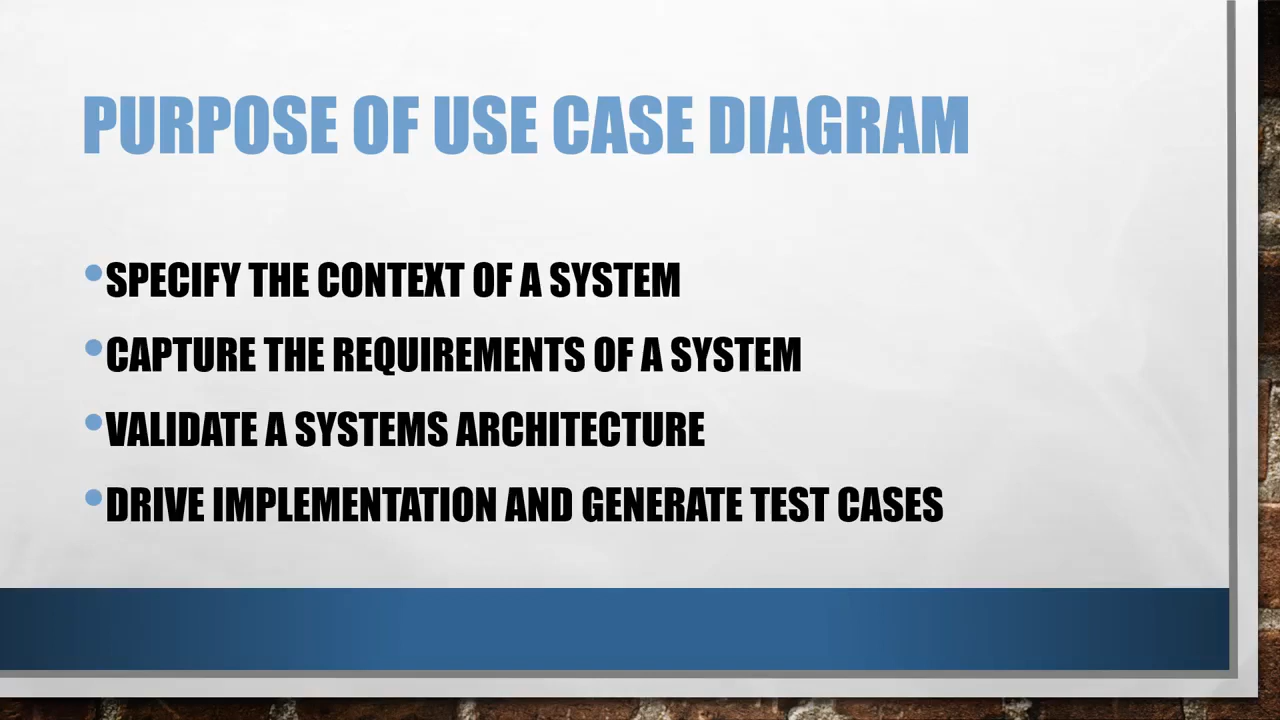 PURPOSE OF USE CASE DIAGRAM
•SPECIFY THE CONTEXT OF A SYSTEM
•CAPTURE THE REQUIREMENTS OF A SYSTEM
•VALIDATE A SYSTEMS ARCHITECTURE
•DRIVE IMPLEMENTATION AND GENERATE TEST CASES